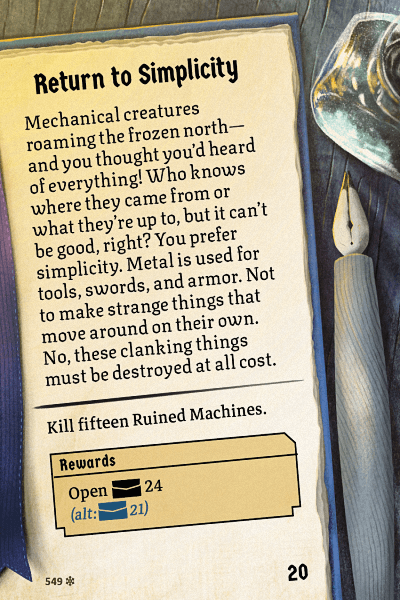 Return to Simplicity
Mechanical creatures
roaming the frozen north—
and you thought you'd heard
of everything! Who knows
where they came from or
what they're up to, but it can't
be good, right? You prefer
simplicity. Metal is used for
tools, swords, and armor. Not
to make strange things that
move around on their own.
No, these clanking things
must be destroyed at all cost.
Kill fifteen Ruined Machines.
Rewards
Open 24
(alt: 21)
549
20